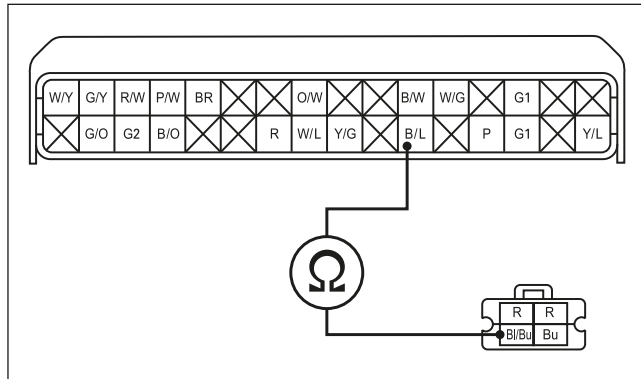 W/Y G/Y R/W P/W BR O/W B/W W/G G1
G/O G2 B/O R W/L Y/G B/L P G1 Y/L
Ω
R R
Bl/Bu Bu